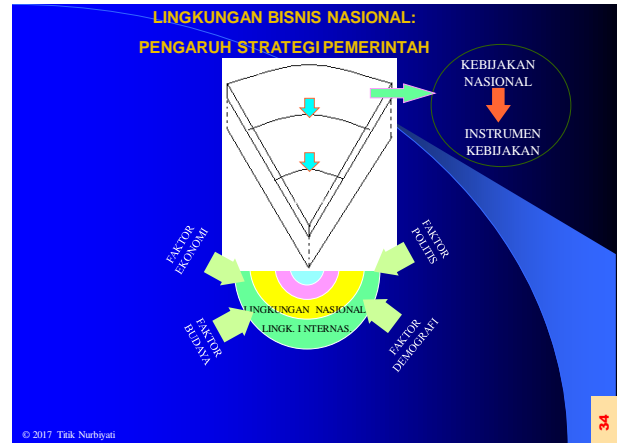 LINGKUNGAN BISNIS NASIONAL:
PENGARUH STRATEGI PEMERINTAH
KEBIJAKAN
NASIONAL
INSTRUMEN
KEBIJAKAN
FAKTOR
EKONOMI
FAKTOR
POLITIS
LINGKUNGAN NASIONAL
LINGK. I NTERNAS.
FAKTOR
BUDAYA
FAKTOR
DEMOGRAFI
© 2017 Titik Nurbiyati
34